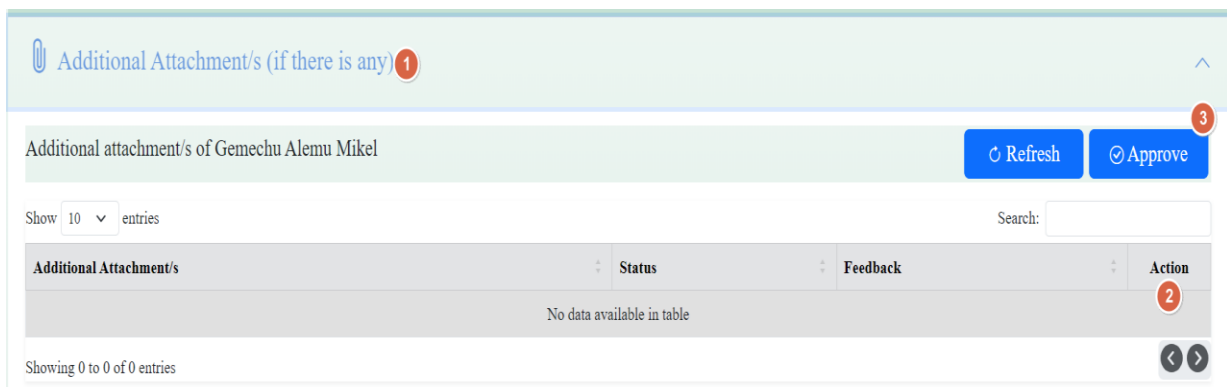 Additional Attachment/s (if there is any) 1
3
Additional attachment/s of Gemechu Alemu Mikel Refresh Approve
Show 10 entries Search:
Additional Attachment/s Status Feedback Action
2
No data available in table
Showing 0 to 0 of 0 entries